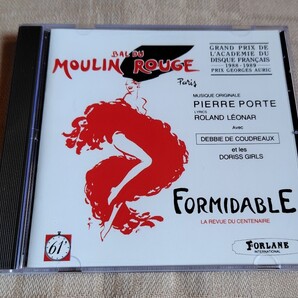 BAL DU
MOULIN ROUGE
Paris
GRAND PRIX DE
L'ACADEMIE DU
DISQUE FRANÇAIS
1988 - 1989
PRIX GEORGES AURIC
MUSIQUE ORIGINALE
PIERRE PORTE
LYRICS
ROLAND LÉONAR
Avec
DEBBIE DE COUDREAUX
et les
DORISS GIRLS
FORMIDABLE
LA REVUE DU CENTENAIRE
61'
FORLANE
INTERNATIONAL